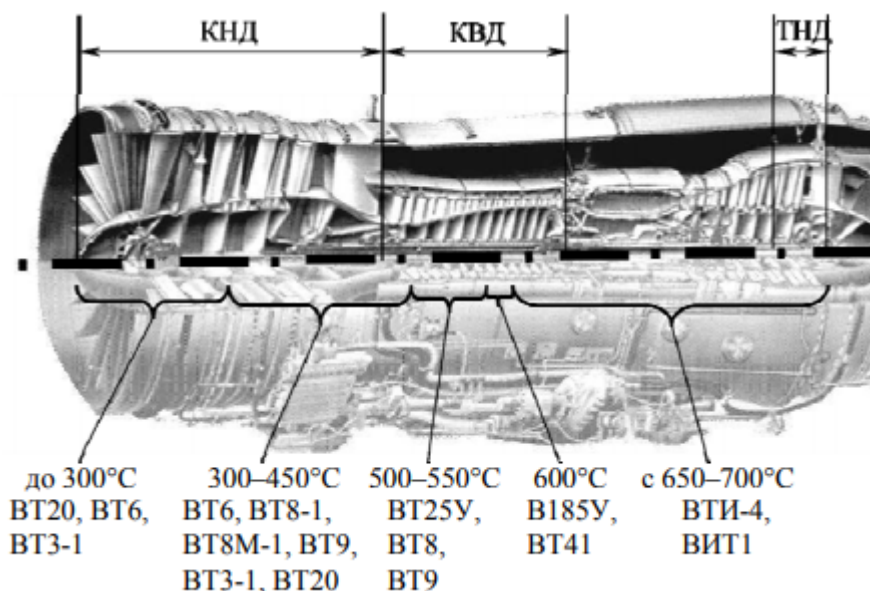 КНД
КВД
ТНД
до 300°С
ВТ20, ВТ6,
ВТ3-1
300–450°С
ВТ6, ВТ8-1,
ВТ8М-1, ВТ9,
ВТ3-1, ВТ20
500–550°С
ВТ25У,
ВТ8,
ВТ9
600°С
В185У,
ВТ41
с 650–700°С
ВТИ-4,
ВИТ1